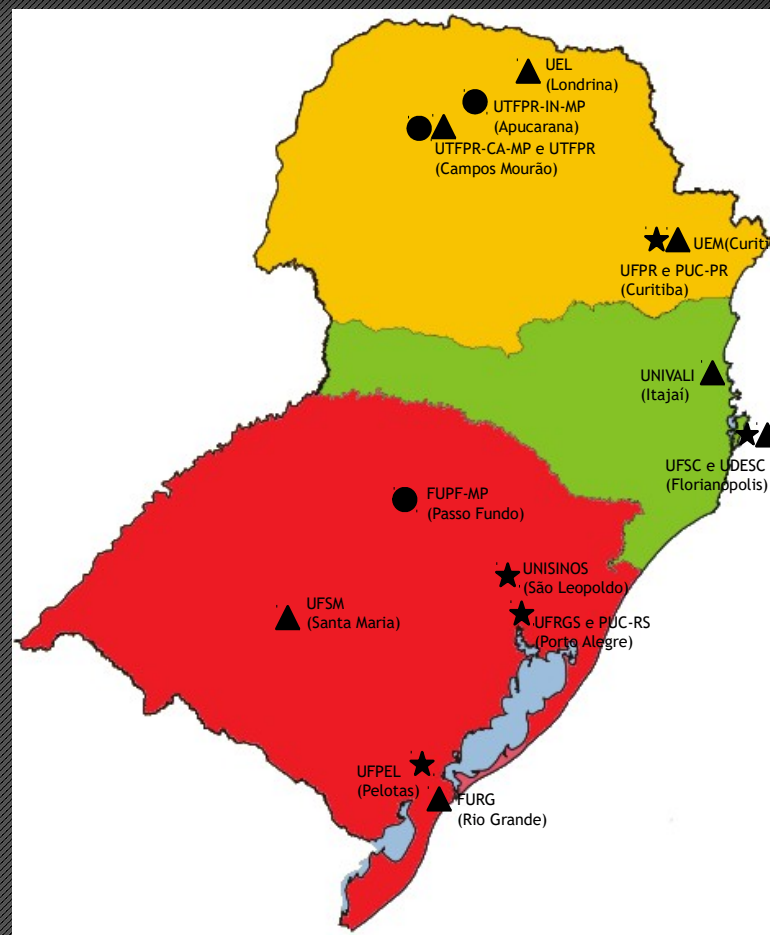 UEL
(Londrina)
UTFPR-IN-MP
(Apucarana)
UTFPR-CA-MP e UTFPR
(Campos Mourão)
UEM(Curiti
UFPR e PUC-PR
(Curitiba)
UNIVALI
(Itajaí)
UFSC e UDESC
(Florianópolis)
FUPF-MP
(Passo Fundo)
UNISINOS
(São Leopoldo)
UFSM
(Santa Maria)
UFRGS e PUC-RS
(Porto Alegre)
UFPEL
(Pelotas)
FURG
(Rio Grande)